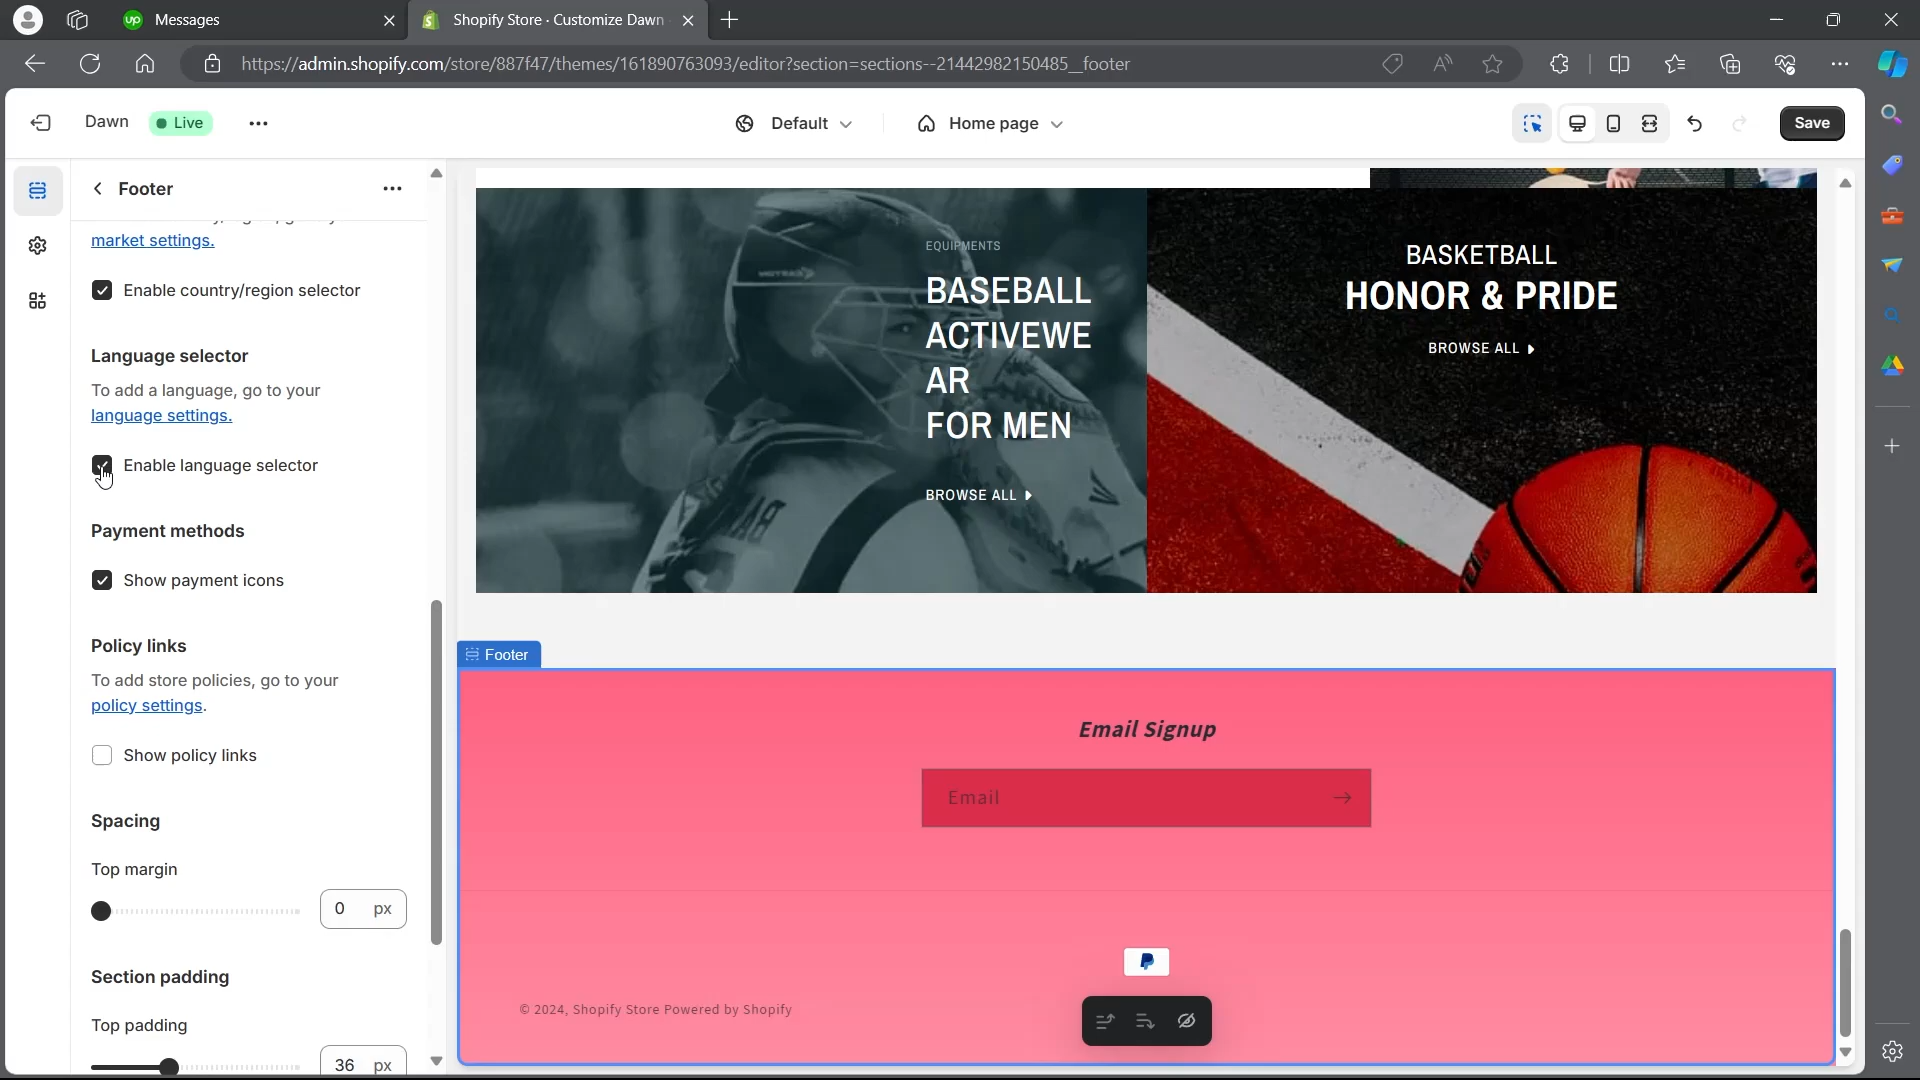 Messages
Shopify Store · Customize Dawn
https://admin.shopify.com/store/887f47/themes/161890763093/editor?section=sections--21442982150485__footer
Dawn
Live
Default
Home page
Save
Footer
market settings.
Enable country/region selector
Language selector
To add a language, go to your
language settings.
Enable language selector
Payment methods
Show payment icons
Policy links
To add store policies, go to your
policy settings.
Show policy links
Spacing
Top margin
0 px
Section padding
Top padding
36 px
EQUIPMENTS
BASEBALL
ACTIVEWE
AR
FOR MEN
BROWSE ALL
BASKETBALL
HONOR & PRIDE
BROWSE ALL
Footer
Email Signup
Email
© 2024, Shopify Store Powered by Shopify